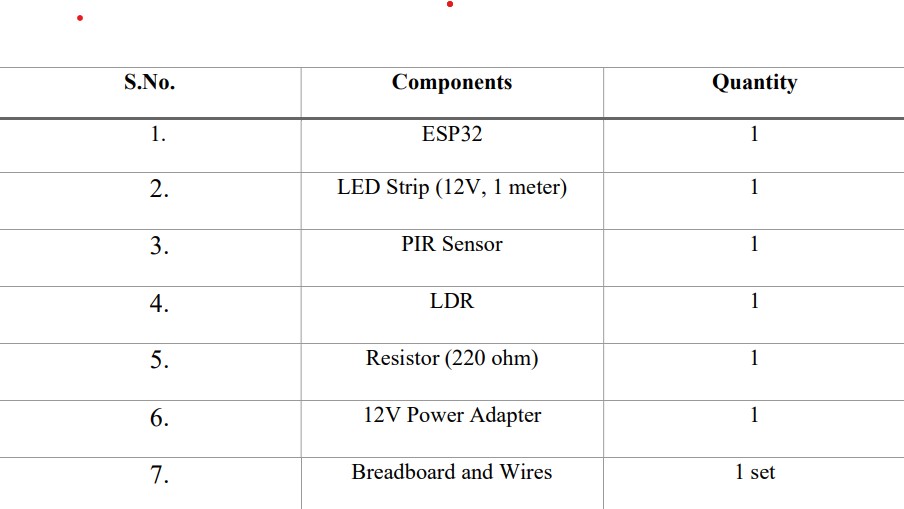 S.No. Components Quantity
1. ESP32 1
2. LED Strip (12V, 1 meter) 1
3. PIR Sensor 1
4. LDR 1
5. Resistor (220 ohm) 1
6. 12V Power Adapter 1
7. Breadboard and Wires 1 set